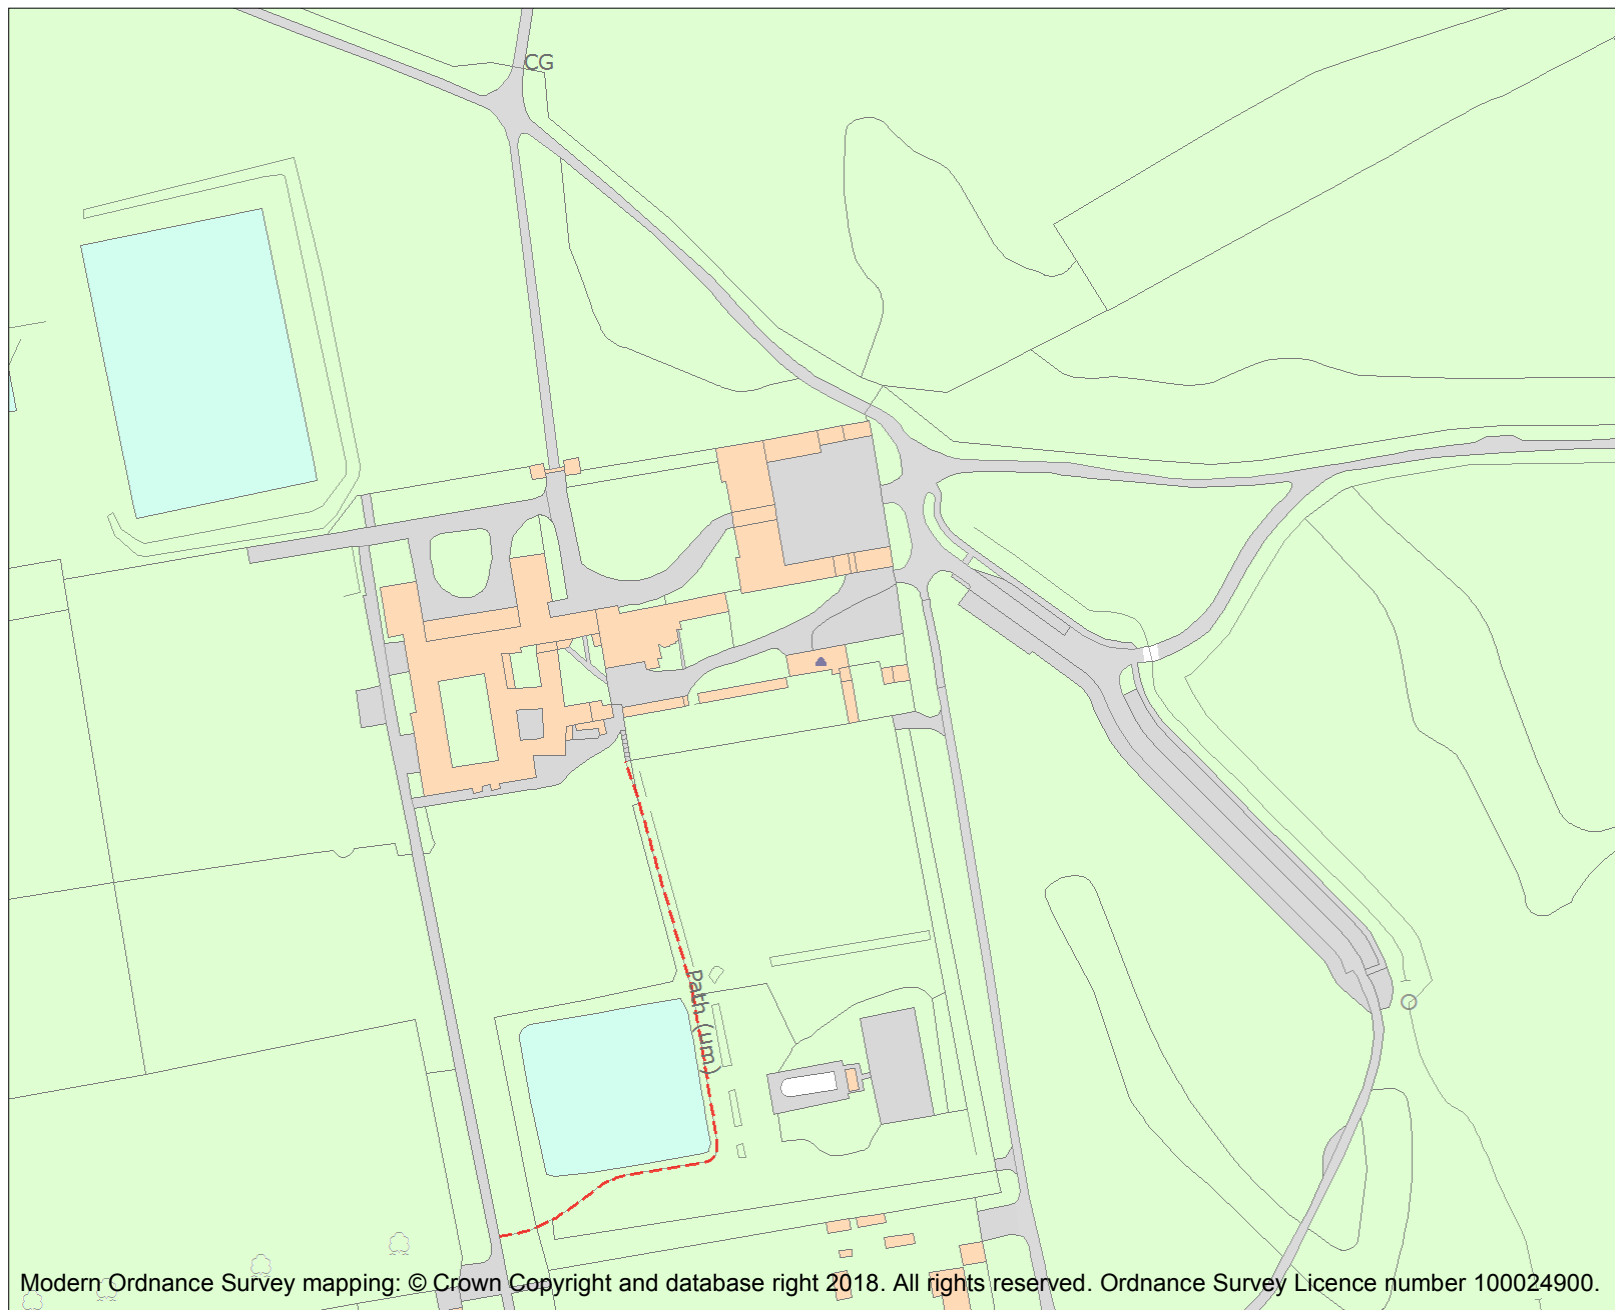 CG
Path (um)
Modern Ordnance Survey mapping: © Crown Copyright and database right 2018. All rights reserved. Ordnance Survey Licence number 100024900.